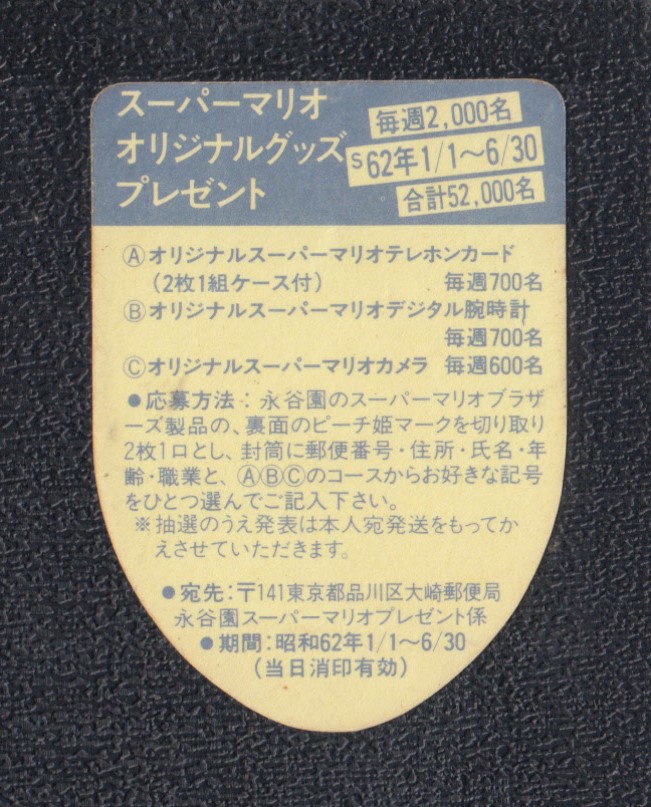 スーパーマリオ
オリジナルグッズ
プレゼント
毎週2,000名
S62年1/1〜6/30
合計52,000名
Ⓐオリジナルスーパーマリオテレホンカード
(2枚1組ケース付) 毎週700名
Ⓑオリジナルスーパーマリオデジタル腕時計
毎週700名
Ⓒオリジナルスーパーマリオカメラ 毎週600名
●応募方法：永谷園のスーパーマリオブラザ
ーズ製品の、裏面のピーチ姫マークを切り取り
2枚1口とし、封筒に郵便番号・住所・氏名・年
齢・職業と、ⒶⒷⒸのコースからお好きな記号
をひとつ選んでご記入下さい。
※抽選のうえ発表は本人宛発送をもってか
えさせていただきます。
●宛先：〒141東京都品川区大崎郵便局
永谷園スーパーマリオプレゼント係
●期間：昭和62年1/1〜6/30
(当日消印有効)